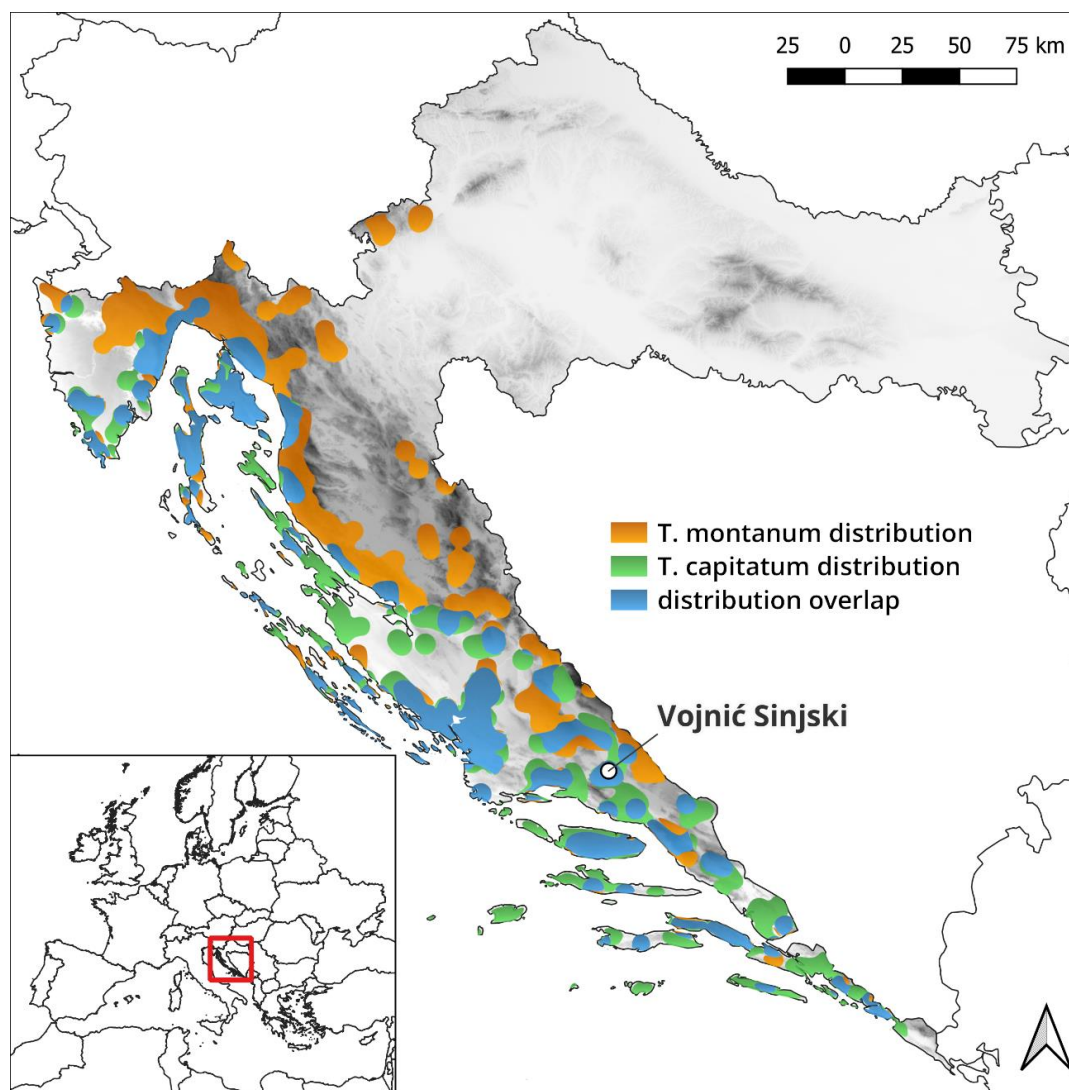 25 0 25 50 75 km
T. montanum distribution
T. capitatum distribution
distribution overlap
Vojnić Sinjski